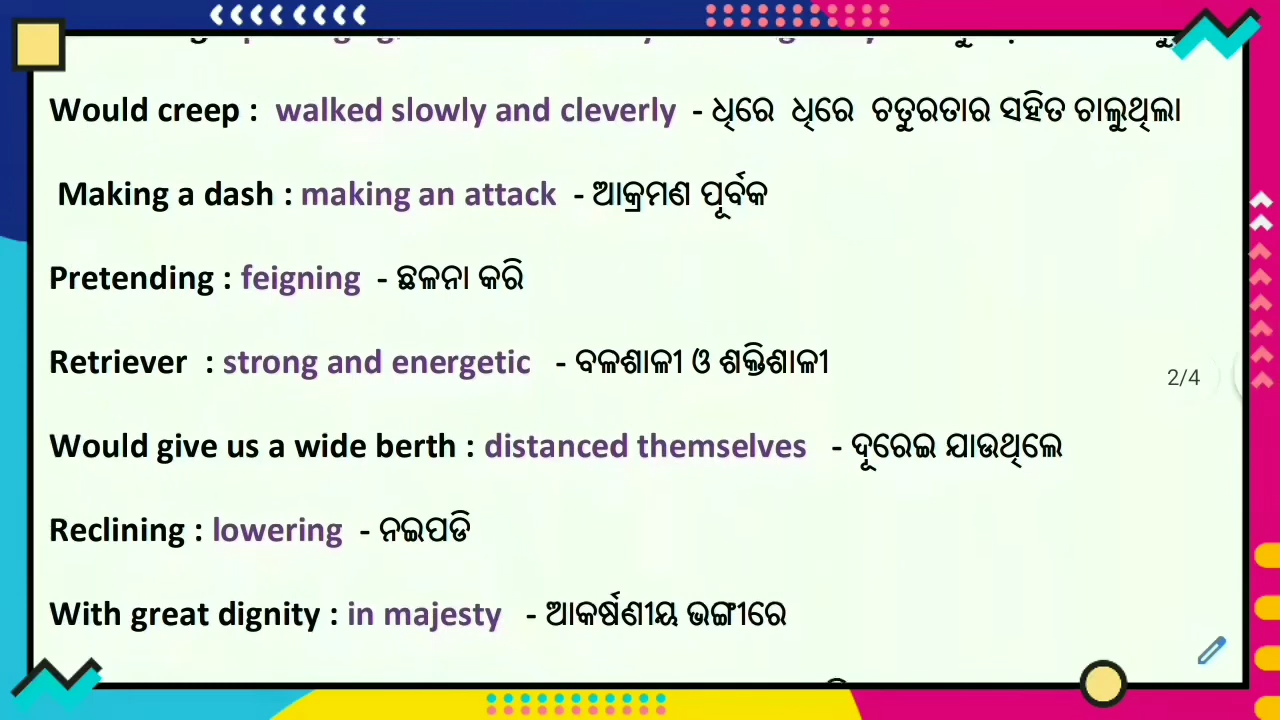 Would creep : walked slowly and cleverly - ଧିରେ ଧିରେ ଚତୁରତାର ସହିତ ଚାଲୁଥିଲା
Making a dash : making an attack - ଆକ୍ରମଣ ପୂର୍ବକ
Pretending : feigning - ଛଳନା କରି
Retriever : strong and energetic - ବଳଶାଳୀ ଓ ଶକ୍ତିଶାଳୀ
2/4
Would give us a wide berth : distanced themselves - ଦୂରେଇ ଯାଉଥିଲେ
Reclining : lowering - ନଇପଡି
With great dignity : in majesty - ଆକର୍ଷଣୀୟ ଭଙ୍ଗୀରେ